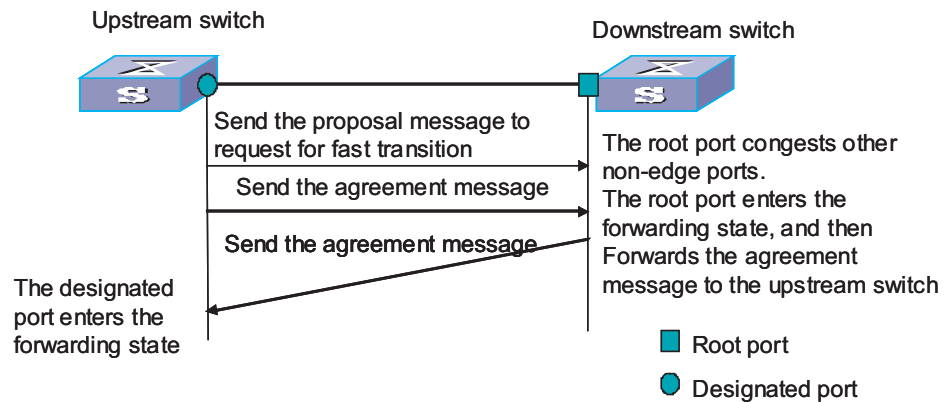 Upstream switch
Downstream switch
S
S
Send the proposal message to
request for fast transition
Send the agreement message
Send the agreement message
The root port congests other
non-edge ports.
The root port enters the
forwarding state, and then
Forwards the agreement
message to the upstream switch
The designated
port enters the
forwarding state
Root port
Designated port